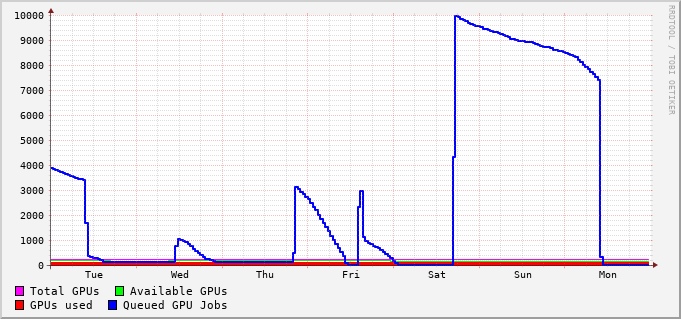 10000
9000
8000
7000
6000
5000
4000
3000
2000
1000
0
Tue Wed Thu Fri Sat Sun Mon
Total GPUs Available GPUs
GPUs used Queued GPU Jobs
RRDTOOL / TOBI OETIKER